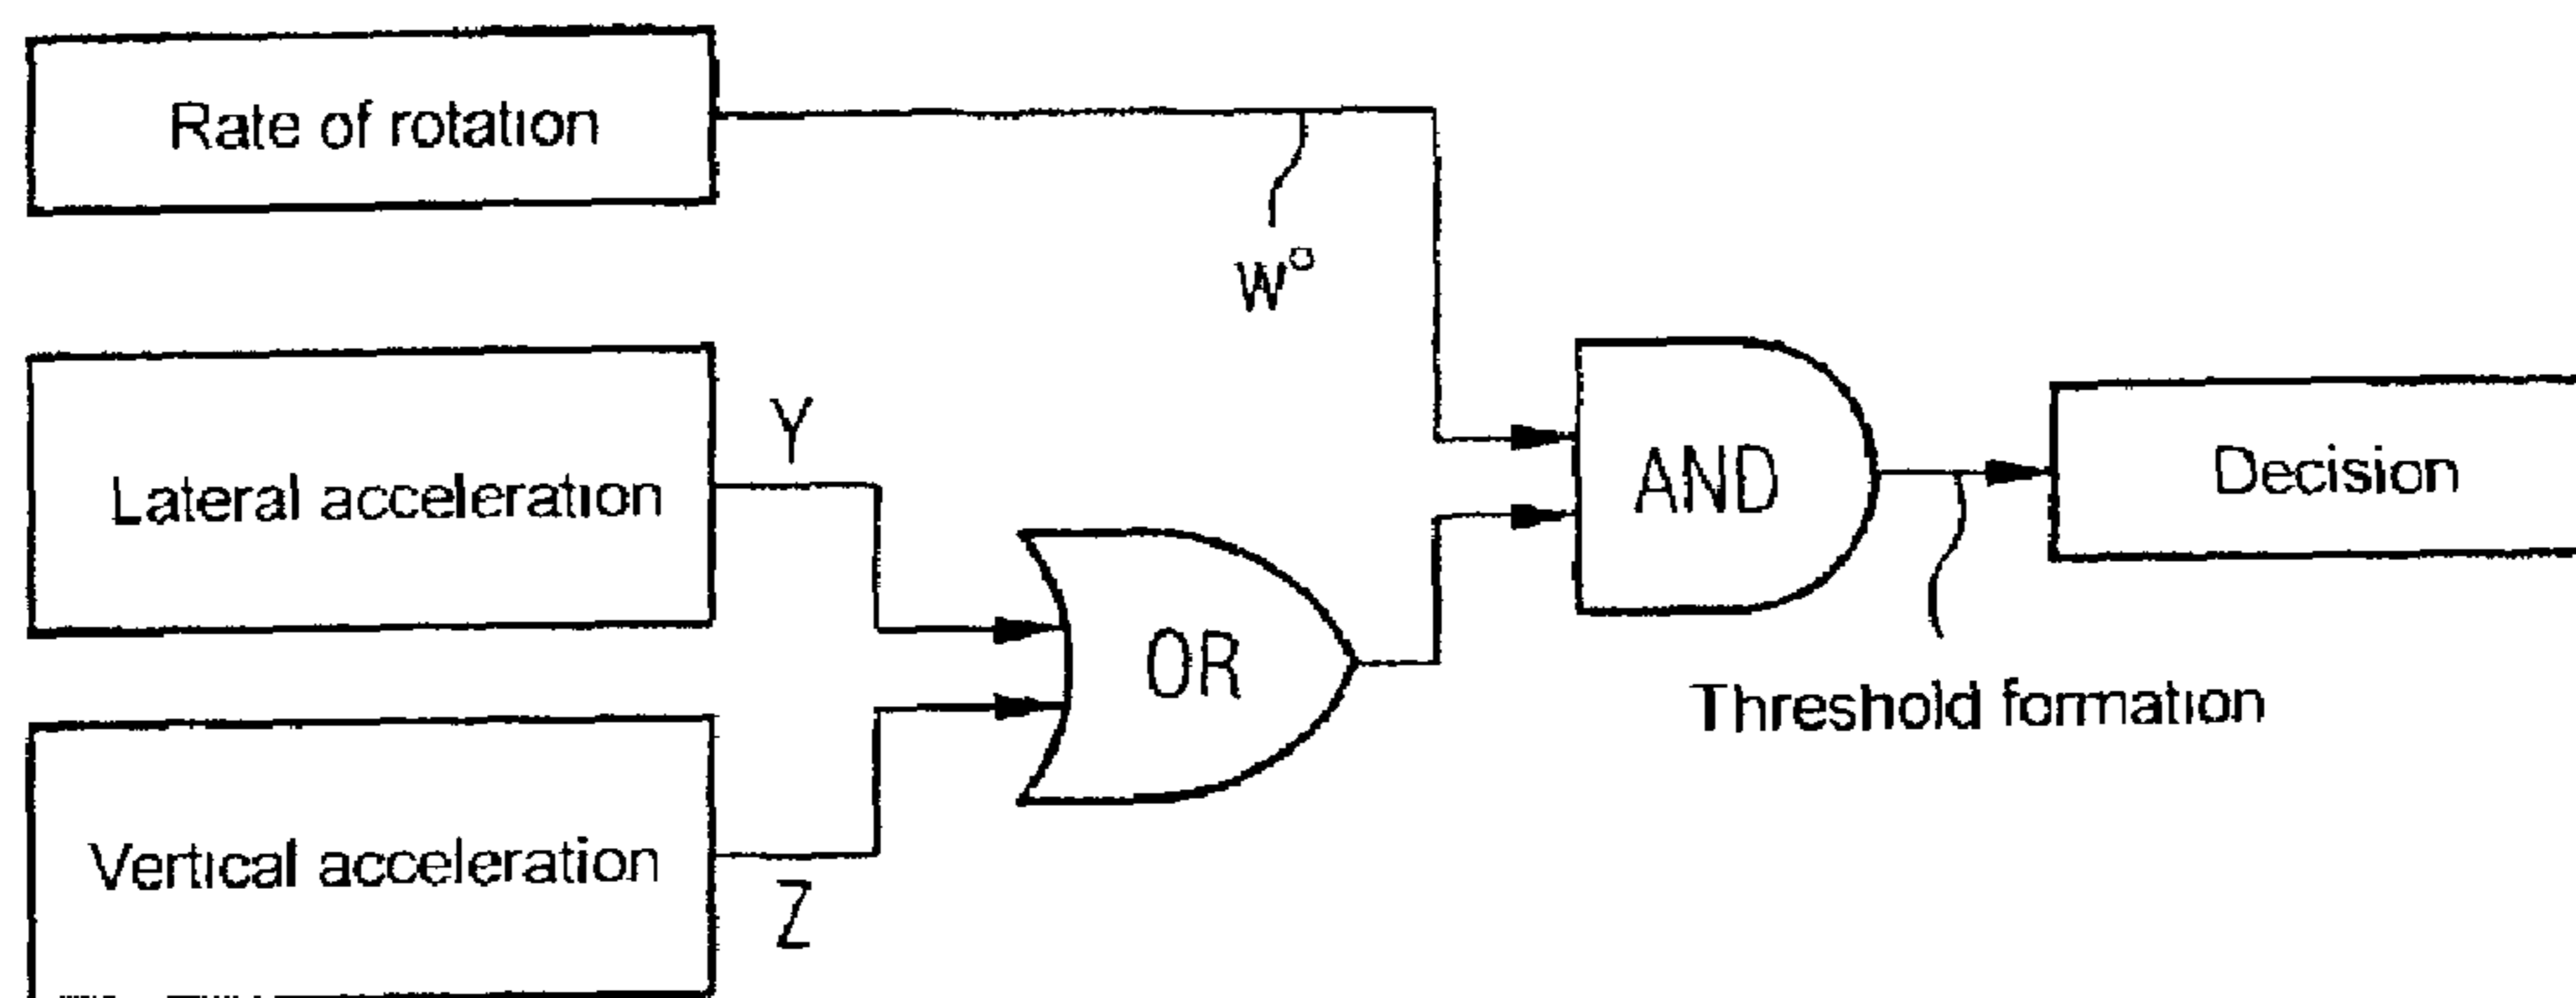 Rate of rotation
W°
Lateral acceleration
Y
AND
Decision
OR
Threshold formation
Vertical acceleration
Z